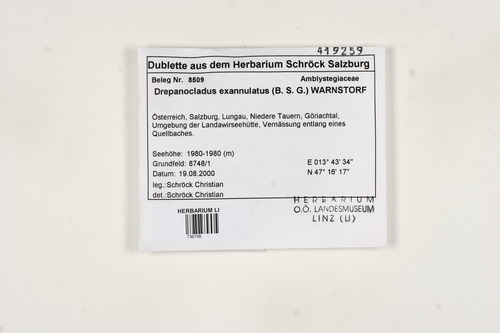 419259
Dublette aus dem Herbarium Schröck Salzburg
Beleg Nr. 8509 Amblystegiaceae
Drepanocladus exannulatus (B. S. G.) WARNSTORF
Österreich, Salzburg, Lungau, Niedere Tauern, Göriachtal,
Umgebung der Landawirseehütte, Vernässung entlang eines
Quellbaches.
Seehöhe: 1980-1980 (m)
Grundfeld: 8748/1 E 013° 43' 34"
Datum: 19.08.2000 N 47° 16' 17"
leg.:Schröck Christian
det.:Schröck Christian
HERBARIUM
O.Ö. LANDESMUSEUM
LINZ (LI)
HERBARIUM LI
736756